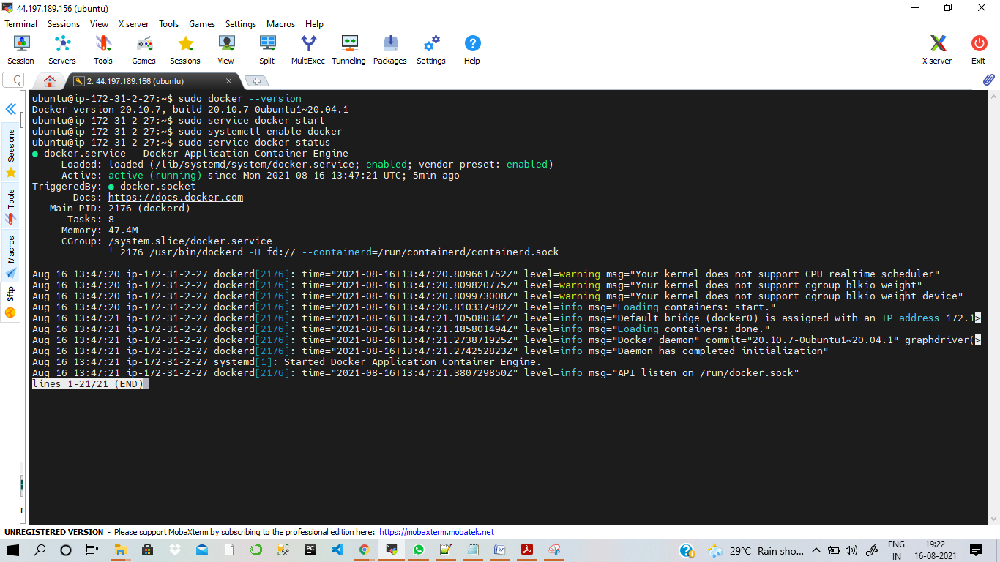 44.197.189.156 (ubuntu)
Terminal Sessions View X server Tools Games Settings Macros Help
Session Servers Tools Games Sessions View Split MultiExec Tunneling Packages Settings Help X server Exit
2. 44.197.189.156 (ubuntu)
Sessions
Tools
Macros
Sftp
ubuntu@ip-172-31-2-27:~$ sudo docker --version
Docker version 20.10.7, build 20.10.7-0ubuntu1~20.04.1
ubuntu@ip-172-31-2-27:~$ sudo service docker start
ubuntu@ip-172-31-2-27:~$ sudo systemctl enable docker
ubuntu@ip-172-31-2-27:~$ sudo service docker status
● docker.service - Docker Application Container Engine
Loaded: loaded (/lib/systemd/system/docker.service; enabled; vendor preset: enabled)
Active: active (running) since Mon 2021-08-16 13:47:21 UTC; 5min ago
TriggeredBy: ● docker.socket
Docs: https://docs.docker.com
Main PID: 2176 (dockerd)
Tasks: 8
Memory: 47.4M
CGroup: /system.slice/docker.service
└─2176 /usr/bin/dockerd -H fd:// --containerd=/run/containerd/containerd.sock
Aug 16 13:47:20 ip-172-31-2-27 dockerd[2176]: time="2021-08-16T13:47:20.809661752Z" level=warning msg="Your kernel does not support CPU realtime scheduler"
Aug 16 13:47:20 ip-172-31-2-27 dockerd[2176]: time="2021-08-16T13:47:20.809820775Z" level=warning msg="Your kernel does not support cgroup blkio weight"
Aug 16 13:47:20 ip-172-31-2-27 dockerd[2176]: time="2021-08-16T13:47:20.809973008Z" level=warning msg="Your kernel does not support cgroup blkio weight_device"
Aug 16 13:47:20 ip-172-31-2-27 dockerd[2176]: time="2021-08-16T13:47:20.810337982Z" level=info msg="Loading containers: start."
Aug 16 13:47:21 ip-172-31-2-27 dockerd[2176]: time="2021-08-16T13:47:21.105080341Z" level=info msg="Default bridge (docker0) is assigned with an IP address 172.1>
Aug 16 13:47:21 ip-172-31-2-27 dockerd[2176]: time="2021-08-16T13:47:21.185801494Z" level=info msg="Loading containers: done."
Aug 16 13:47:21 ip-172-31-2-27 dockerd[2176]: time="2021-08-16T13:47:21.273871925Z" level=info msg="Docker daemon" commit="20.10.7-0ubuntu1~20.04.1" graphdriver(>
Aug 16 13:47:21 ip-172-31-2-27 dockerd[2176]: time="2021-08-16T13:47:21.274252823Z" level=info msg="Daemon has completed initialization"
Aug 16 13:47:21 ip-172-31-2-27 systemd[1]: Started Docker Application Container Engine.
Aug 16 13:47:21 ip-172-31-2-27 dockerd[2176]: time="2021-08-16T13:47:21.380729850Z" level=info msg="API listen on /run/docker.sock"
lines 1-21/21 (END)
UNREGISTERED VERSION - Please support MobaXterm by subscribing to the professional edition here: https://mobaxterm.mobatek.net
29°C Rain sho... ENG IN 19:22 16-08-2021